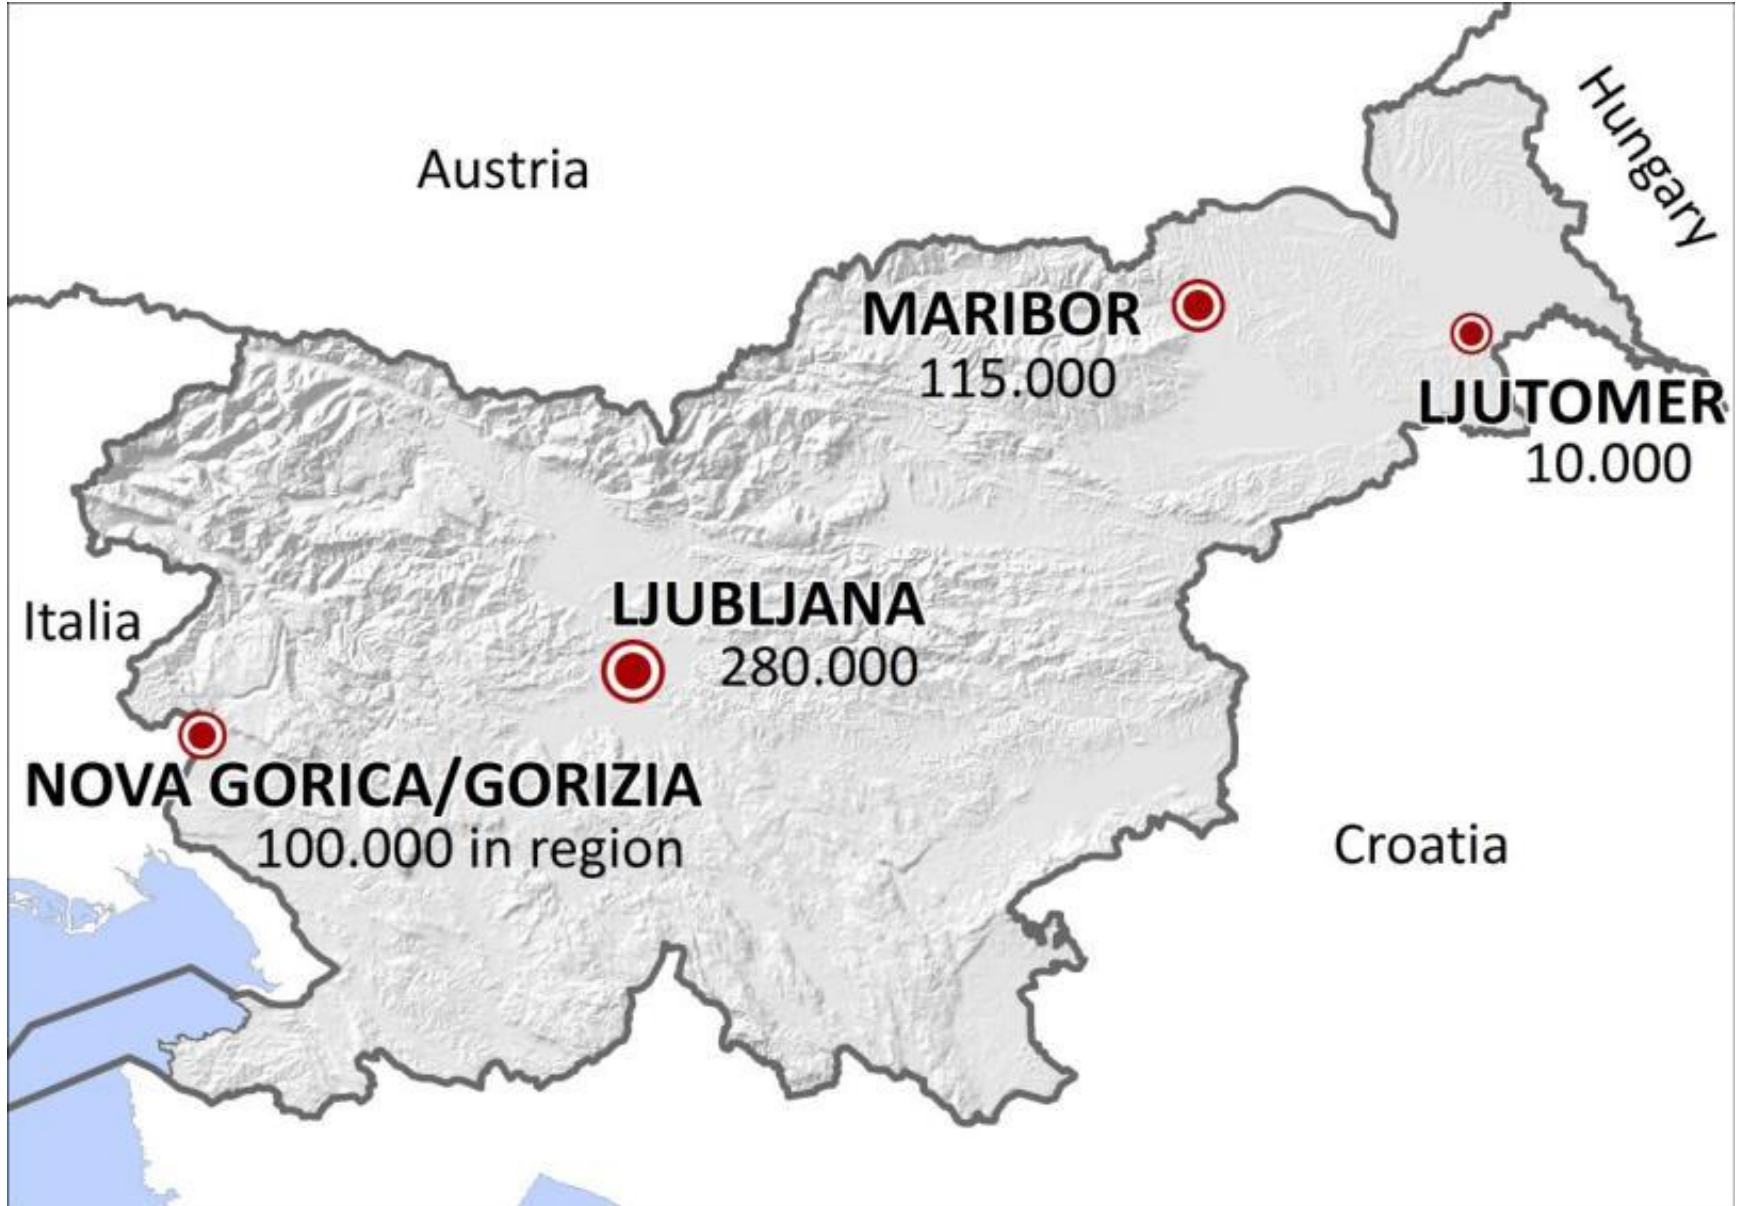 Austria
Hungary
MARIBOR
115.000
LJUTOMER
10.000
Italia
LJUBLJANA
280.000
NOVA GORICA/GORIZIA
100.000 in region
Croatia